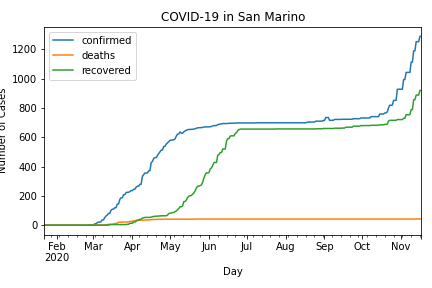 COVID-19 in San Marino
confirmed
deaths
recovered
Number of Cases
1200
1000
800
600
400
200
0
Feb
2020
Mar
Apr
May
Jun
Jul
Aug
Sep
Oct
Nov
Day